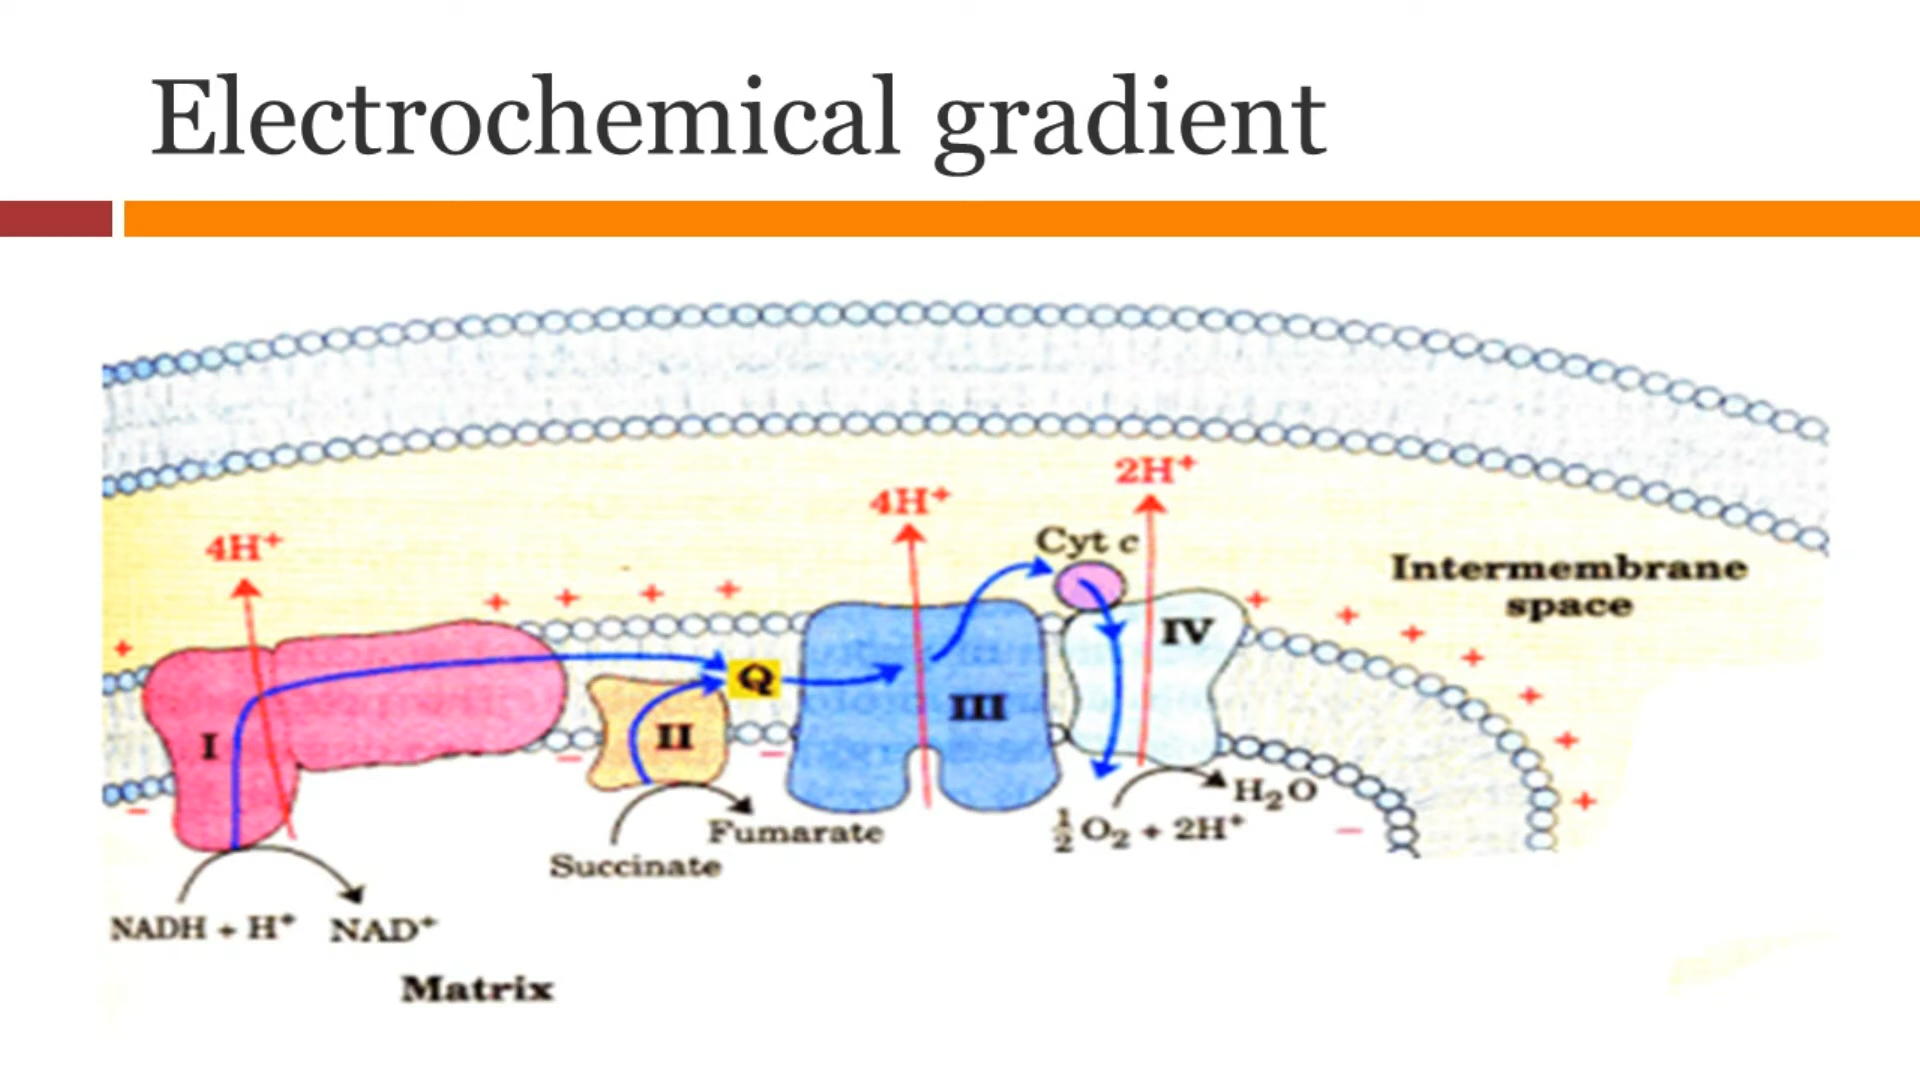 Electrochemical gradient
2H⁺
4H⁺
4H⁺
Cyt c
Intermembrane
space
+ + + + +
+ + + + + + +
I
Q
II
III
IV
− − − −
H₂O
½O₂ + 2H⁺
Fumarate
Succinate
NADH + H⁺ NAD⁺
Matrix